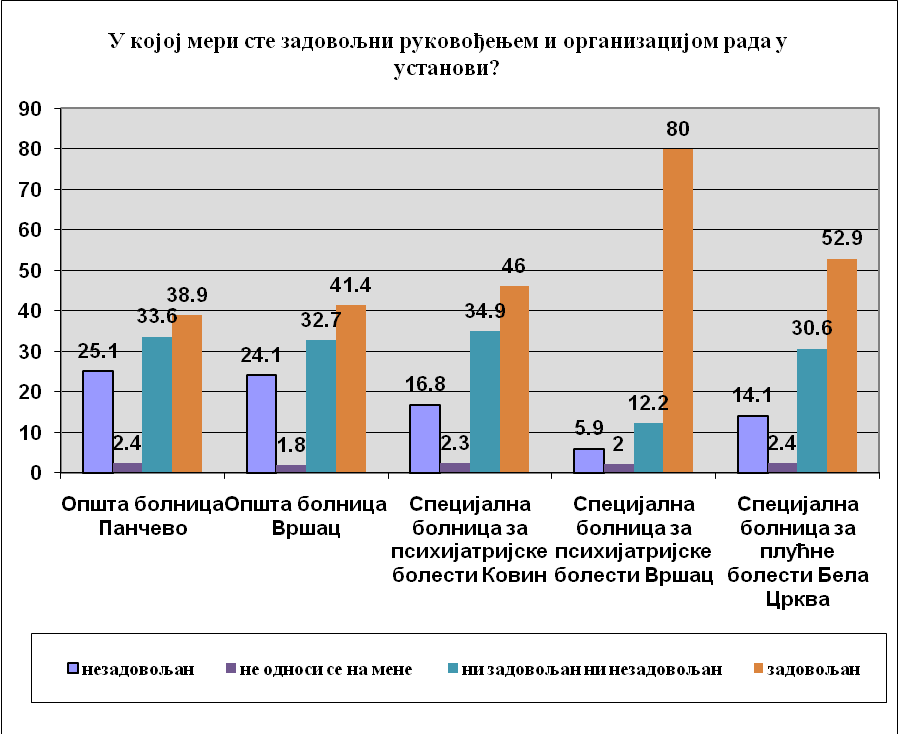 У којој мери сте задовољни руковођењем и организацијом рада у
установи?
90
80
70
60
50
40
30
20
10
0
25.1
2.4
33.6
38.9
24.1
1.8
32.7
41.4
16.8
2.3
34.9
46
5.9
2
12.2
80
14.1
2.4
30.6
52.9
Општа болница
Панчево
Општа болница
Вршац
Специјална
болница за
психијатријске
болести Ковин
Специјална
болница за
психијатријске
болести Вршац
Специјална
болница за
плућне
болести Бела
Црква
незадовољан
не односи се на мене
ни задовољан ни незадовољан
задовољан